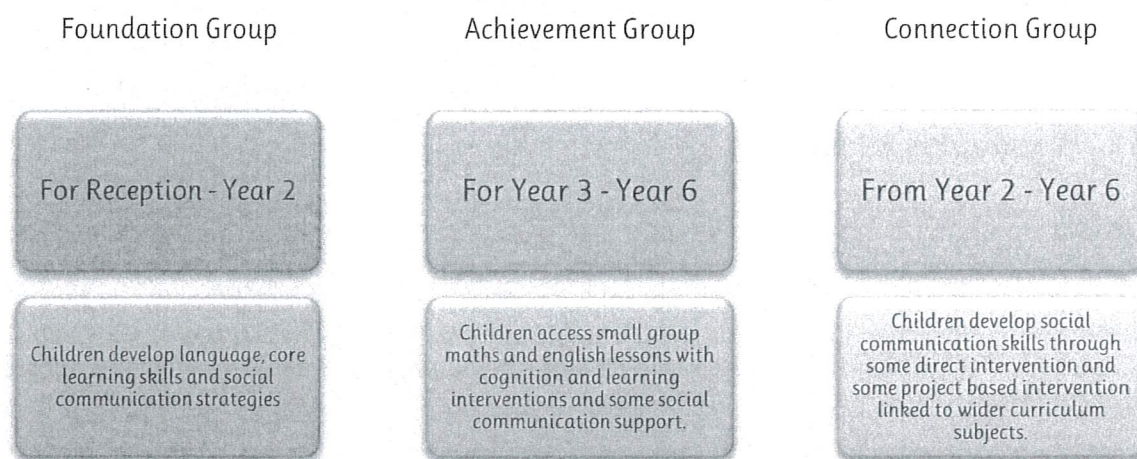 Foundation Group
Achievement Group
Connection Group
For Reception - Year 2
For Year 3 - Year 6
From Year 2 - Year 6
Children develop language, core
learning skills and social
communication strategies
Children access small group
maths and english lessons with
cognition and learning
interventions and some social
communication support.
Children develop social
communication skills through
some direct intervention and
some project based intervention
linked to wider curriculum
subjects.